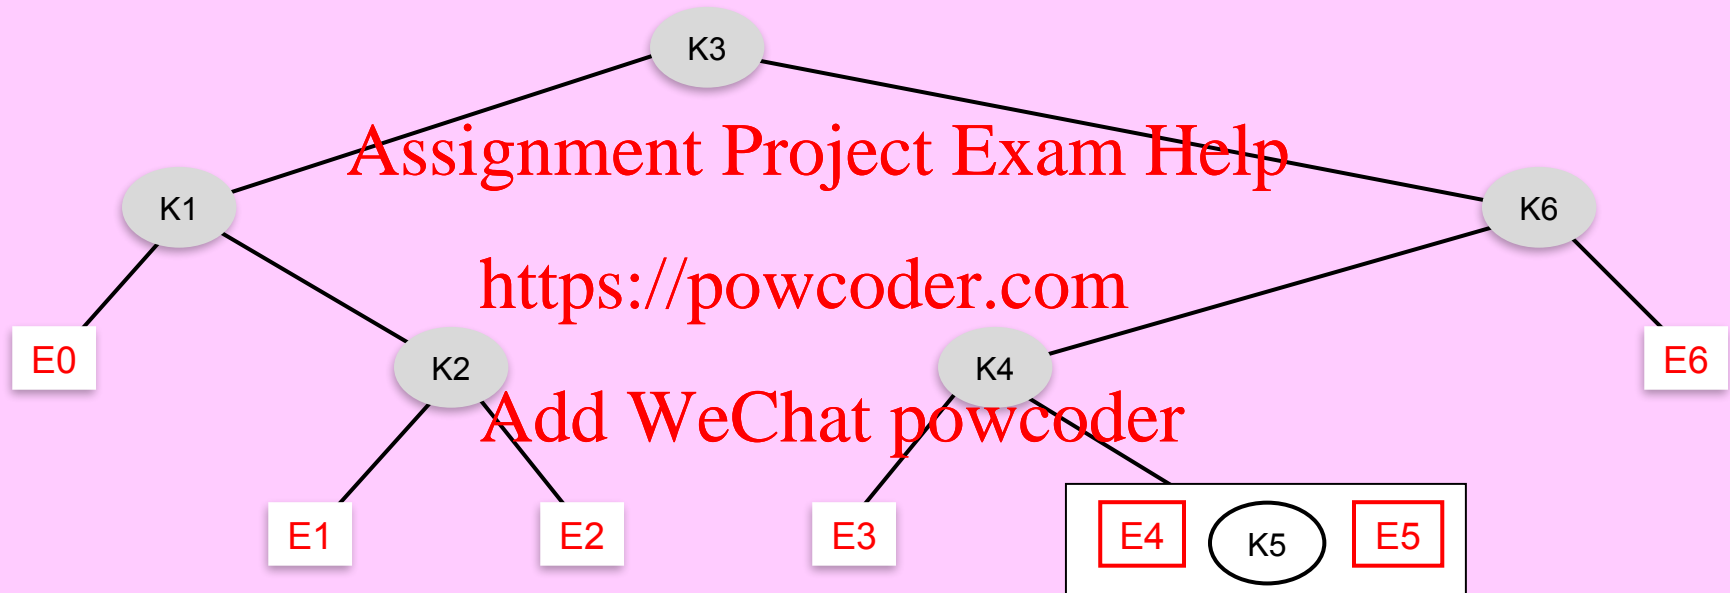 K3
Assignment Project Exam Help
K1
K6
https://powcoder.com
E0
K2
K4
E6
Add WeChat powcoder
E1
E2
E3
E4
K5
E5